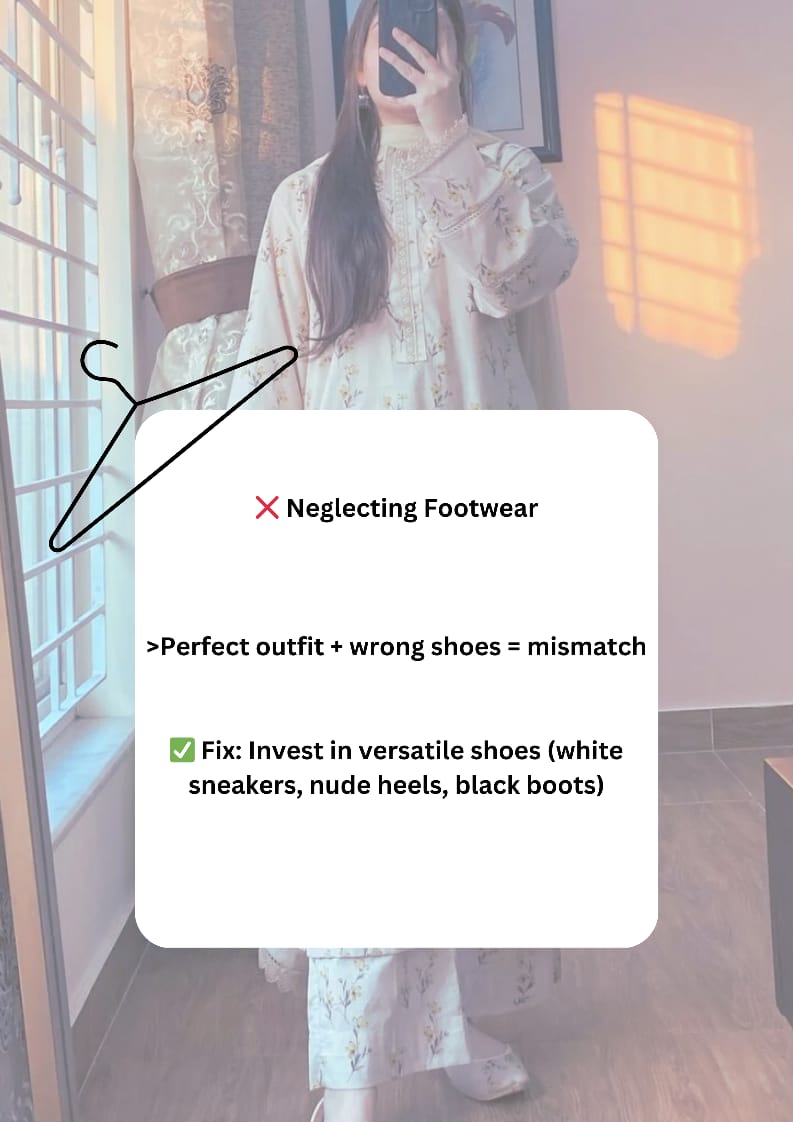 ❌ Neglecting Footwear
>Perfect outfit + wrong shoes = mismatch
✅ Fix: Invest in versatile shoes (white
sneakers, nude heels, black boots)